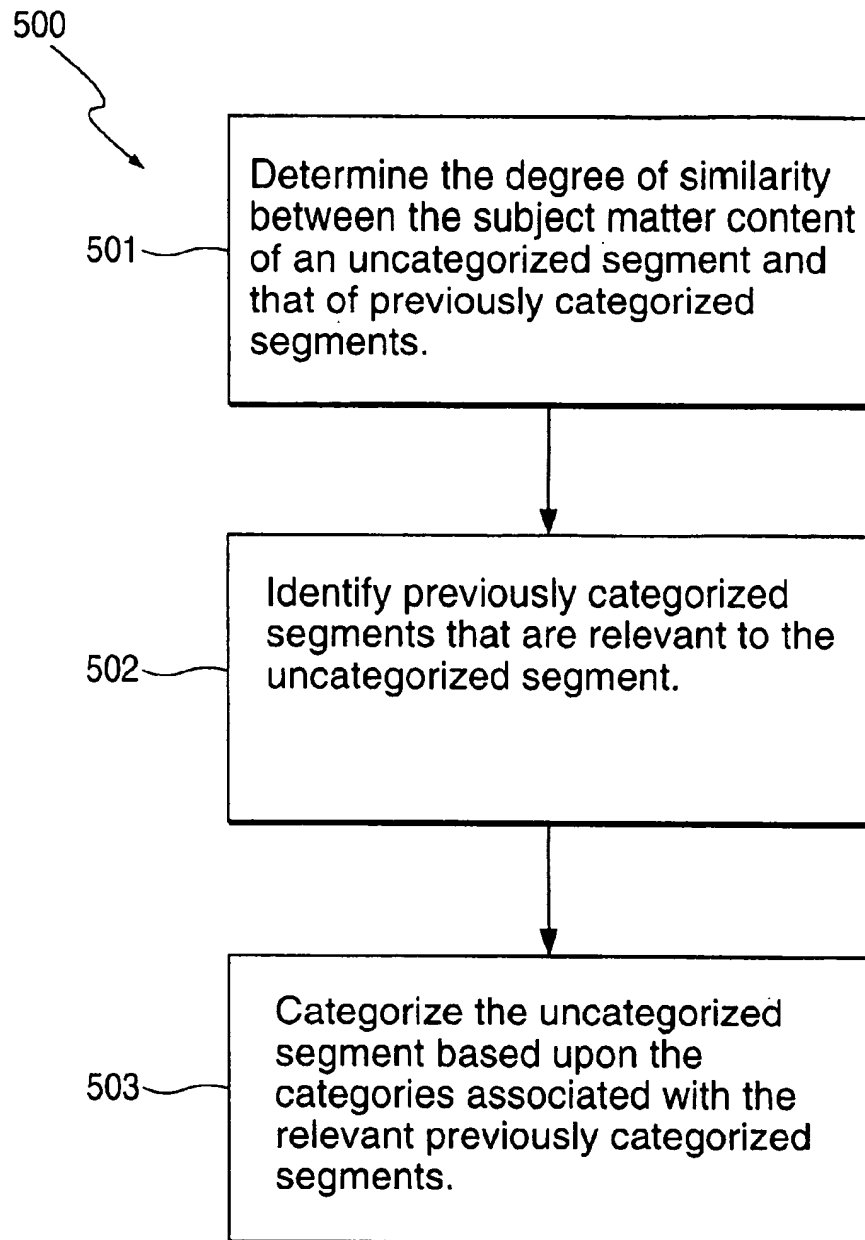 500
501
Determine the degree of similarity
between the subject matter content
of an uncategorized segment and
that of previously categorized
segments.
502
Identify previously categorized
segments that are relevant to the
uncategorized segment.
503
Categorize the uncategorized
segment based upon the
categories associated with the
relevant previously categorized
segments.